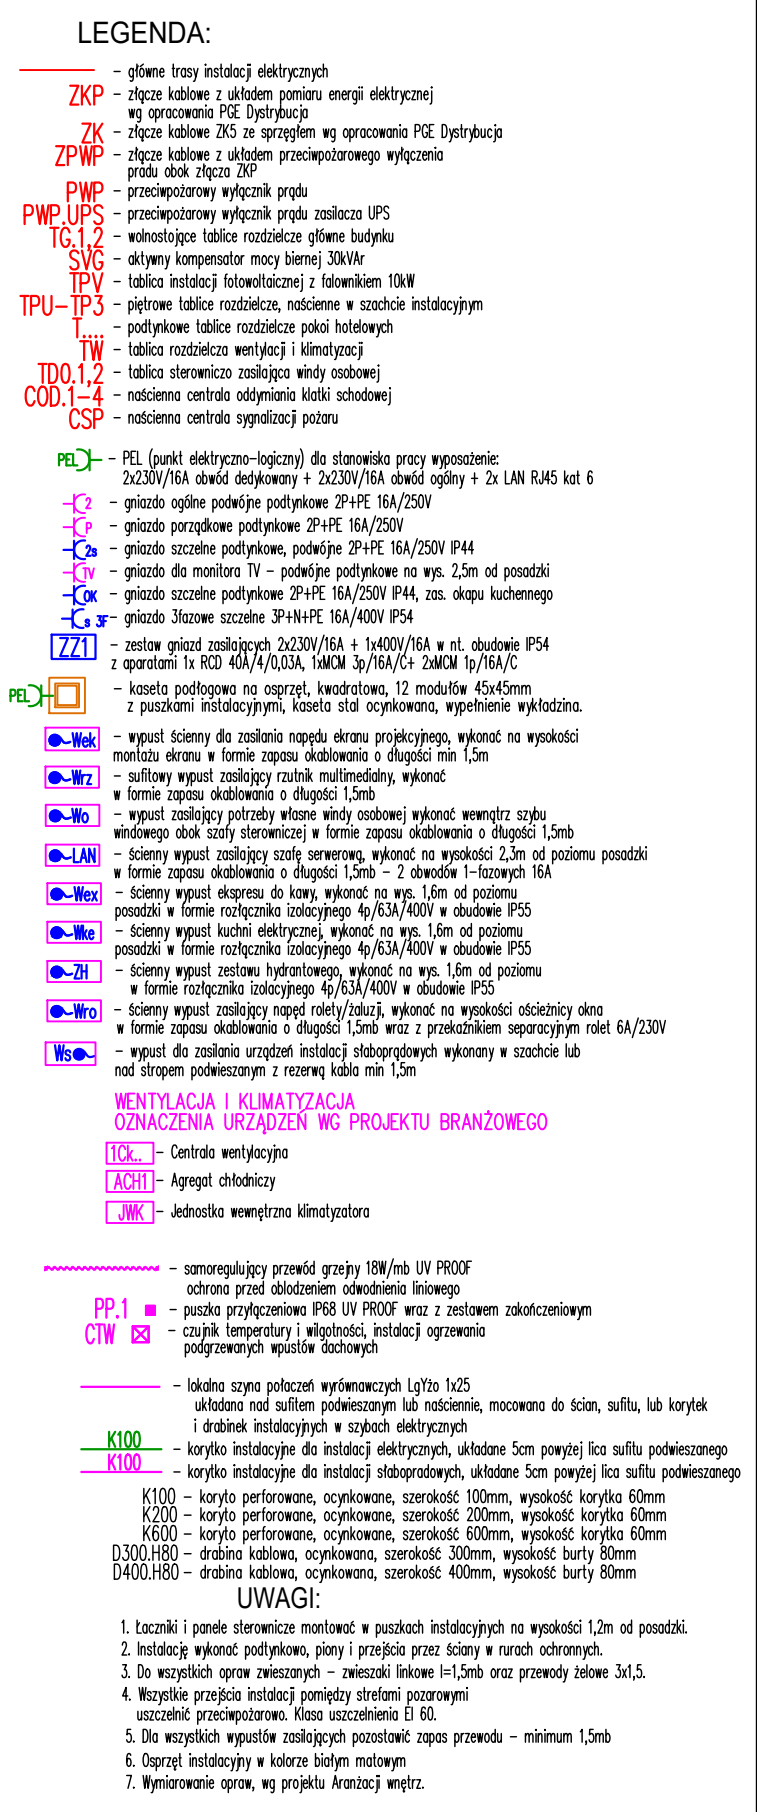 LEGENDA:
– główne trasy instalacji elektrycznych
ZKP – złącze kablowe z układem pomiaru energii elektrycznej
wg opracowania PGE Dystrybucja
ZK – złącze kablowe ZK5 ze sprzęgłem wg opracowania PGE Dystrybucja
ZPWP – złącze kablowe z układem przeciwpożarowego wyłączenia
prądu obok złącza ZKP
PWP – przeciwpożarowy wyłącznik prądu
PWP.UPS – przeciwpożarowy wyłącznik prądu zasilacza UPS
TG.1,2 – wolnostojące tablice rozdzielcze główne budynku
SVG – aktywny kompensator mocy biernej 30kVAr
TPV – tablica instalacji fotowoltaicznej z falownikiem 10kW
TPU–TP3 – piętrowe tablice rozdzielcze, naścienne w szachcie instalacyjnym
T.... – podtynkowe tablice rozdzielcze pokoi hotelowych
TW – tablica rozdzielcza wentylacji i klimatyzacji
TDO.1,2 – tablica sterowniczo zasilająca windy osobowej
COD.1–4 – naścienna centrala oddymiania klatki schodowej
CSP – naścienna centrala sygnalizacji pożaru
PEL – PEL (punkt elektryczno–logiczny) dla stanowiska pracy wyposażenie:
2x230V/16A obwód dedykowany + 2x230V/16A obwód ogólny + 2x LAN RJ45 kat 6
2 – gniazdo ogólne podwójne podtynkowe 2P+PE 16A/250V
P – gniazdo porządkowe podtynkowe 2P+PE 16A/250V
2s – gniazdo szczelne podtynkowe, podwójne 2P+PE 16A/250V IP44
TV – gniazdo dla monitora TV – podwójne podtynkowe na wys. 2,5m od posadzki
OK – gniazdo szczelne podtynkowe 2P+PE 16A/250V IP44, zas. okapu kuchennego
s 3F – gniazdo 3fazowe szczelne 3P+N+PE 16A/400V IP54
ZZ1 – zestaw gniazd zasilających 2x230V/16A + 1x400V/16A w nt. obudowie IP54
z aparatami 1x RCD 40A/4/0,03A, 1xMCM 3p/16A/C+ 2xMCM 1p/16A/C
PEL – kaseta podłogowa na osprzęt, kwadratowa, 12 modułów 45x45mm
z puszkami instalacyjnymi, kaseta stal ocynkowana, wypełnienie wykładzina.
Wek – wypust ścienny dla zasilania napędu ekranu projekcyjnego, wykonać na wysokości
montażu ekranu w formie zapasu okablowania o długości min 1,5m
Wrz – sufitowy wypust zasilający rzutnik multimedialny, wykonać
w formie zapasu okablowania o długości 1,5mb
Wo – wypust zasilający potrzeby własne windy osobowej wykonać wewnątrz szybu
windowego obok szafy sterowniczej w formie zapasu okablowania o długości 1,5mb
LAN – ścienny wypust zasilający szafę serwerową, wykonać na wysokości 2,3m od poziomu posadzki
w formie zapasu okablowania o długości 1,5mb – 2 obwodów 1–fazowych 16A
Wex – ścienny wypust ekspresu do kawy, wykonać na wys. 1,6m od poziomu
posadzki w formie rozłącznika izolacyjnego 4p/63A/400V w obudowie IP55
Wke – ścienny wypust kuchni elektrycznej, wykonać na wys. 1,6m od poziomu
posadzki w formie rozłącznika izolacyjnego 4p/63A/400V w obudowie IP55
ZH – ścienny wypust zestawu hydrantowego, wykonać na wys. 1,6m od poziomu
w formie rozłącznika izolacyjnego 4p/63A/400V w obudowie IP55
Wro – ścienny wypust zasilający napęd rolety/żaluzji, wykonać na wysokości ościeżnicy okna
w formie zapasu okablowania o długości 1,5mb wraz z przekaźnikiem separacyjnym rolet 6A/230V
Ws – wypust dla zasilania urządzeń instalacji słaboprądowych wykonany w szachcie lub
nad stropem podwieszanym z rezerwą kabla min 1,5m
WENTYLACJA I KLIMATYZACJA
OZNACZENIA URZĄDZEŃ WG PROJEKTU BRANŻOWEGO
1Ck.. – Centrala wentylacyjna
ACH1 – Agregat chłodniczy
JWK – Jednostka wewnętrzna klimatyzatora
– samoregulujący przewód grzejny 18W/mb UV PROOF
ochrona przed oblodzeniem odwodnienia liniowego
PP.1 – puszka przyłączeniowa IP68 UV PROOF wraz z zestawem zakończeniowym
CTW – czujnik temperatury i wilgotności, instalacji ogrzewania
podgrzewanych wpustów dachowych
– lokalna szyna połaczeń wyrównawczych LgYżo 1x25
układana nad sufitem podwieszanym lub naściennie, mocowana do ścian, sufitu, lub korytek
i drabinek instalacyjnych w szybach elektrycznych
K100 – korytko instalacyjne dla instalacji elektrycznych, układane 5cm powyżej lica sufitu podwieszanego
K100 – korytko instalacyjne dla instalacji słabopradowych, układane 5cm powyżej lica sufitu podwieszanego
K100 – koryto perforowane, ocynkowane, szerokość 100mm, wysokość korytka 60mm
K200 – koryto perforowane, ocynkowane, szerokość 200mm, wysokość korytka 60mm
K600 – koryto perforowane, ocynkowane, szerokość 600mm, wysokość korytka 60mm
D300.H80 – drabina kablowa, ocynkowana, szerokość 300mm, wysokość burty 80mm
D400.H80 – drabina kablowa, ocynkowana, szerokość 400mm, wysokość burty 80mm
UWAGI:
1. Łaczniki i panele sterownicze montować w puszkach instalacyjnych na wysokości 1,2m od posadzki.
2. Instalację wykonać podtynkowo, piony i przejścia przez ściany w rurach ochronnych.
3. Do wszystkich opraw zwieszanych – zwieszaki linkowe l=1,5mb oraz przewody żelowe 3x1,5.
4. Wszystkie przejścia instalacji pomiędzy strefami pozarowymi
uszczelnić przeciwpożarowo. Klasa uszczelnienia EI 60.
5. Dla wszystkich wypustów zasilających pozostawić zapas przewodu – minimum 1,5mb
6. Osprzęt instalacyjny w kolorze białym matowym
7. Wymiarowanie opraw, wg projektu Aranżacji wnętrz.